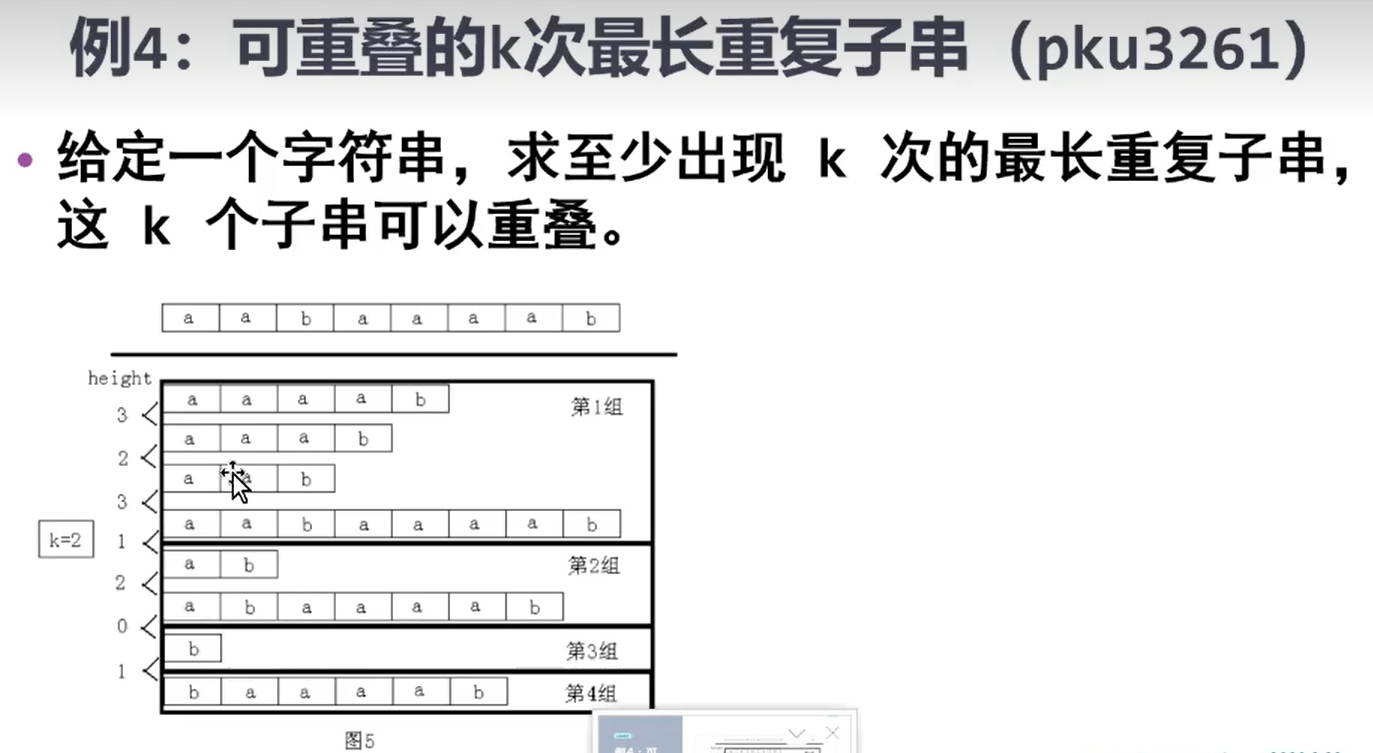 例4：可重叠的k次最长重复子串（pku3261）
• 给定一个字符串，求至少出现 k 次的最长重复子串，
这 k 个子串可以重叠。
a a b a a a a b
height
a a a a b 第1组
3
a a a b
2
a a b
3
a a b a a a a b
k=2 1
a b 第2组
2
a b a a a a b
0
b 第3组
1
b a a a a b 第4组
图5